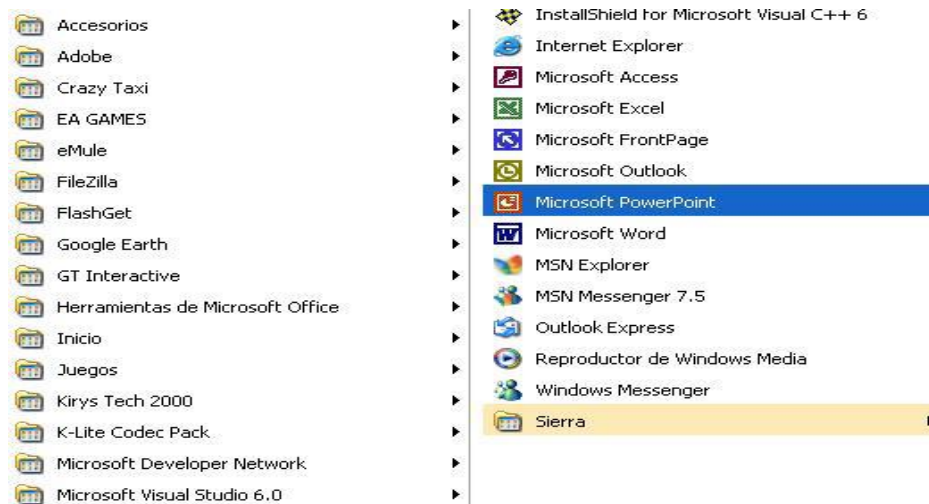 Accesorios
Adobe
Crazy Taxi
EA GAMES
eMule
FileZilla
FlashGet
Google Earth
GT Interactive
Herramientas de Microsoft Office
Inicio
Juegos
Kirys Tech 2000
K-Lite Codec Pack
Microsoft Developer Network
Microsoft Visual Studio 6.0
InstallShield for Microsoft Visual C++ 6
Internet Explorer
Microsoft Access
Microsoft Excel
Microsoft FrontPage
Microsoft Outlook
Microsoft PowerPoint
Microsoft Word
MSN Explorer
MSN Messenger 7.5
Outlook Express
Reproductor de Windows Media
Windows Messenger
Sierra